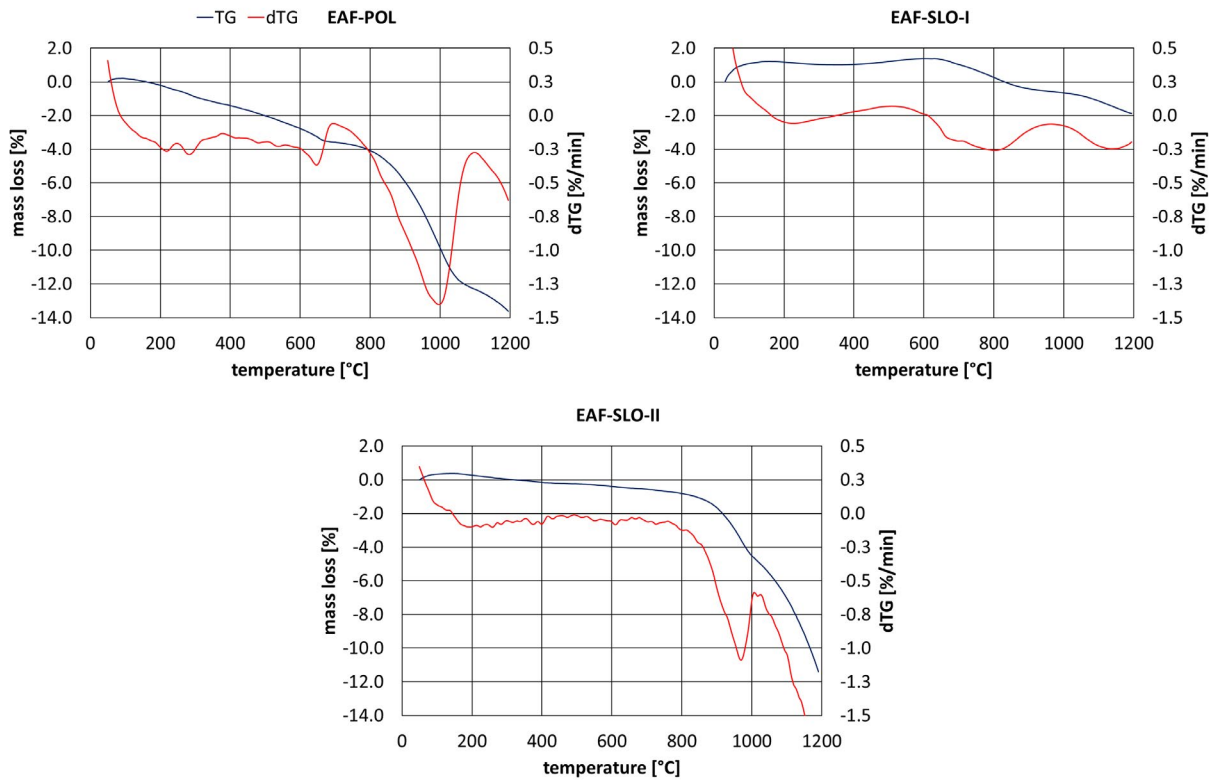 TG dTG EAF-POL
2.0 0.5
0.0 0.3
-2.0 0.0
-4.0 -0.3
-6.0 -0.5
-8.0 -0.8
-10.0 -1.0
-12.0 -1.3
-14.0 -1.5
mass loss [%]
dTG [%/min]
0 200 400 600 800 1000 1200
temperature [°C]
EAF-SLO-I
2.0 0.5
0.0 0.3
-2.0 0.0
-4.0 -0.3
-6.0 -0.5
-8.0 -0.8
-10.0 -1.0
-12.0 -1.3
-14.0 -1.5
mass loss [%]
dTG [%/min]
0 200 400 600 800 1000 1200
temperature [°C]
EAF-SLO-II
2.0 0.5
0.0 0.3
-2.0 0.0
-4.0 -0.3
-6.0 -0.5
-8.0 -0.8
-10.0 -1.0
-12.0 -1.3
-14.0 -1.5
mass loss [%]
dTG [%/min]
0 200 400 600 800 1000 1200
temperature [°C]